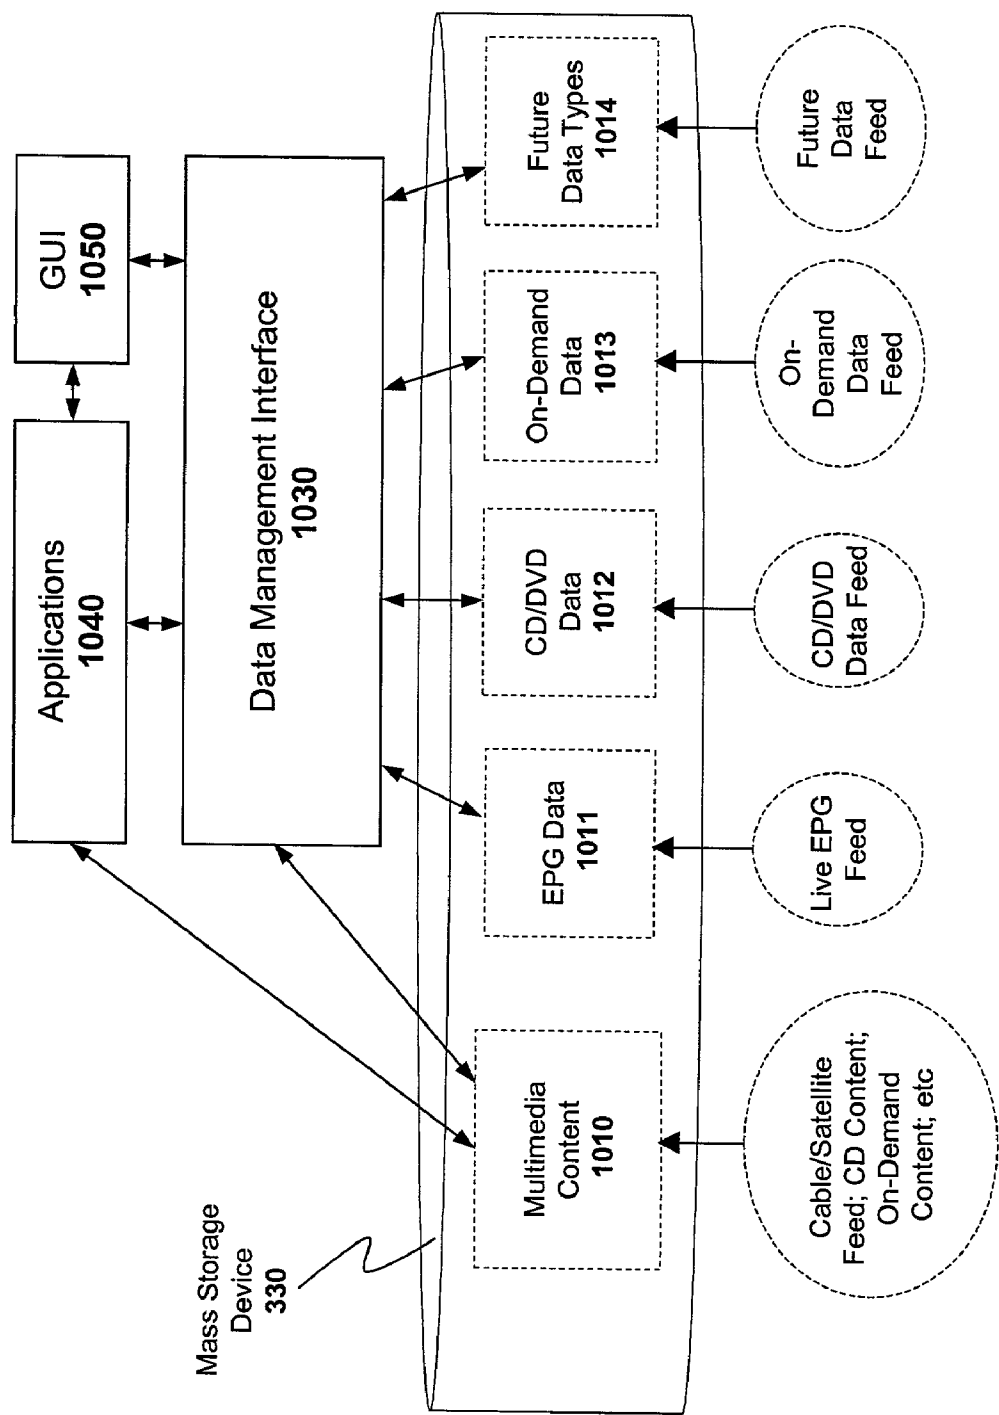 Applications
1040
GUI
1050
Data Management Interface
1030
Mass Storage
Device
330
Multimedia
Content
1010
EPG Data
1011
CD/DVD
Data
1012
On-Demand
Data
1013
Future
Data Types
1014
Cable/Satellite
Feed; CD Content;
On-Demand
Content; etc
Live EPG
Feed
CD/DVD
Data Feed
On-
Demand
Data
Feed
Future
Data
Feed